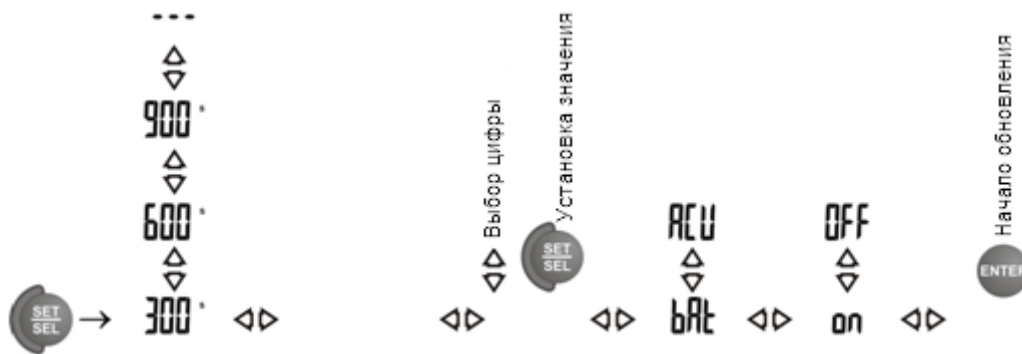 ---
900 s
600 s
SET
SEL
300 s
Выбор цифры
Установка значения
SET
SEL
ACU
bAt
OFF
on
Начало обновления
ENTER